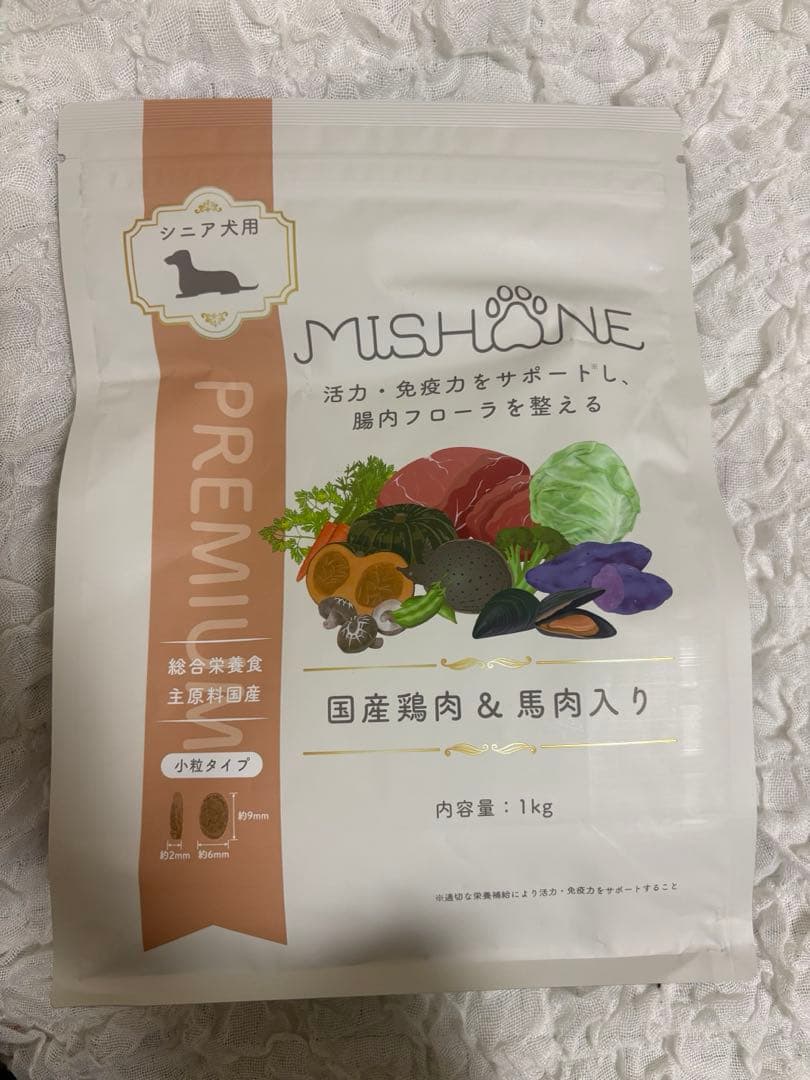 シニア犬用
MISHONE
活力・免疫力をサポート※し、
腸内フローラを整える
PREMIUM
総合栄養食
主原料国産
小粒タイプ
約9mm
約2mm 約6mm
国産鶏肉 & 馬肉入り
内容量：1kg
※適切な栄養補給により活力・免疫力をサポートすること